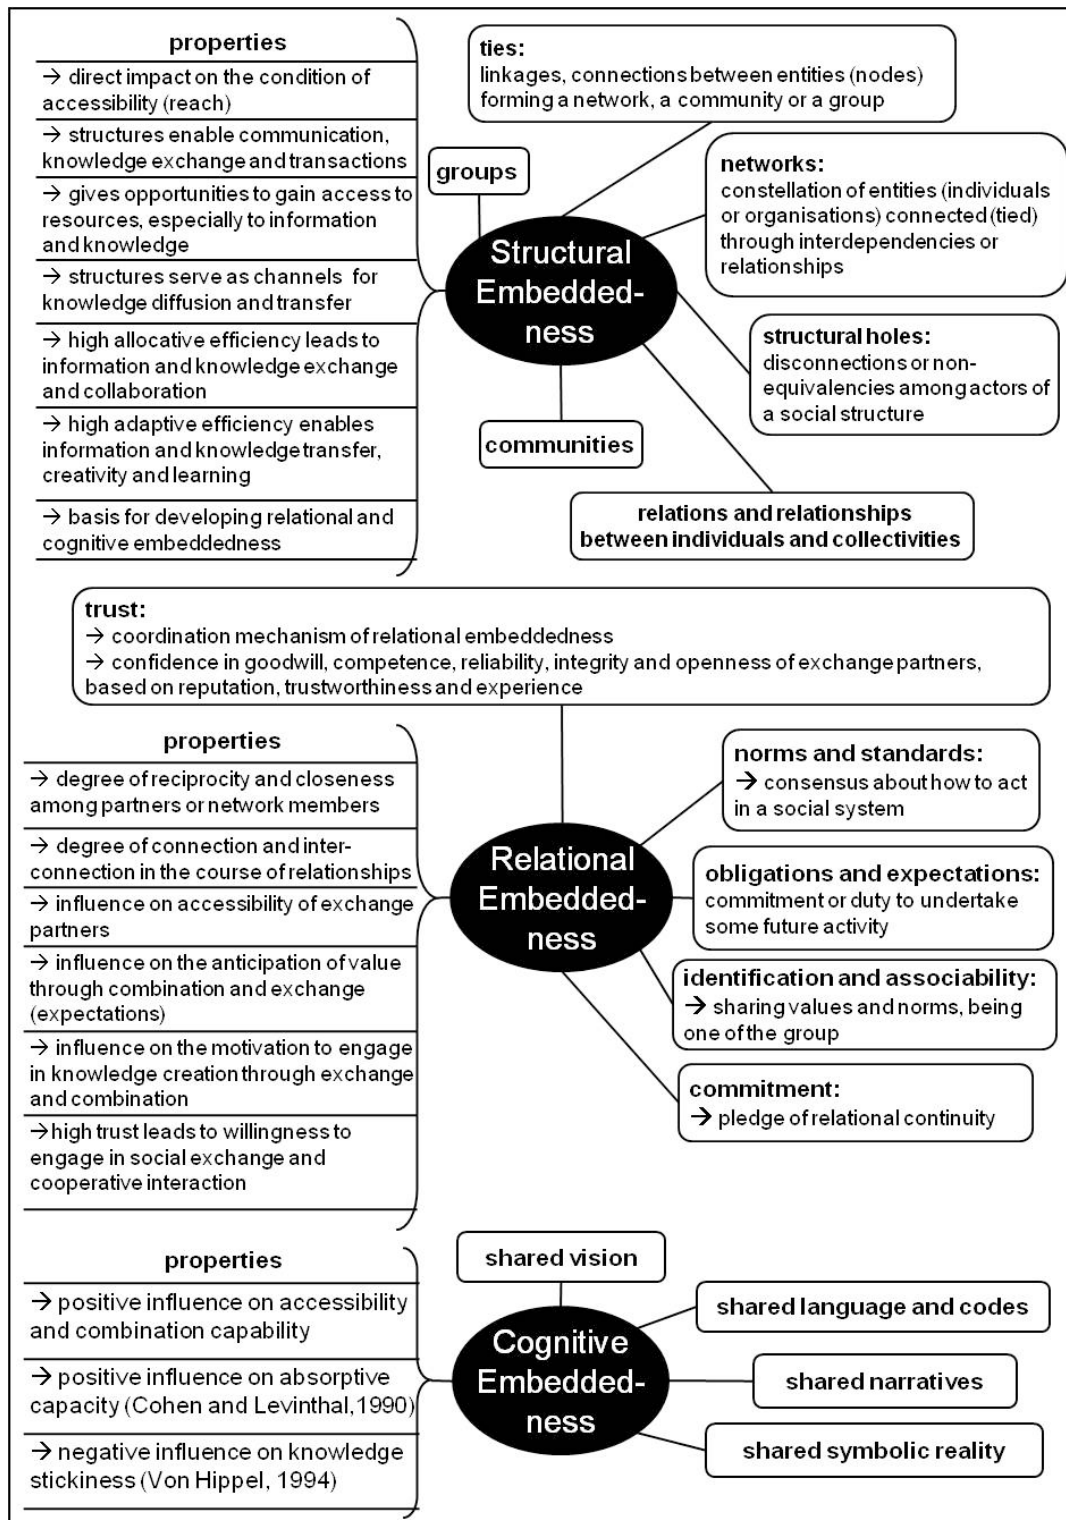 properties
→ direct impact on the condition of
accessibility (reach)
→ structures enable communication,
knowledge exchange and transactions
→ gives opportunities to gain access to
resources, especially to information
and knowledge
→ structures serve as channels for
knowledge diffusion and transfer
→ high allocative efficiency leads to
information and knowledge exchange
and collaboration
→ high adaptive efficiency enables
information and knowledge transfer,
creativity and learning
→ basis for developing relational and
cognitive embeddedness
ties:
linkages, connections between entities (nodes)
forming a network, a community or a group
groups
networks:
constellation of entities (individuals
or organisations) connected (tied)
through interdependencies or
relationships
Structural
Embedded-
ness
structural holes:
disconnections or non-
equivalencies among actors of
a social structure
communities
relations and relationships
between individuals and collectivities
trust:
→ coordination mechanism of relational embeddedness
→ confidence in goodwill, competence, reliability, integrity and openness of exchange partners,
based on reputation, trustworthiness and experience
properties
→ degree of reciprocity and closeness
among partners or network members
→ degree of connection and inter-
connection in the course of relationships
→ influence on accessibility of exchange
partners
→ influence on the anticipation of value
through combination and exchange
(expectations)
→ influence on the motivation to engage
in knowledge creation through exchange
and combination
→ high trust leads to willingness to
engage in social exchange and
cooperative interaction
Relational
Embedded-
ness
norms and standards:
→ consensus about how to act
in a social system
obligations and expectations:
commitment or duty to undertake
some future activity
identification and associability:
→ sharing values and norms, being
one of the group
commitment:
→ pledge of relational continuity
properties
→ positive influence on accessibility
and combination capability
→ positive influence on absorptive
capacity (Cohen and Levinthal,1990)
→ negative influence on knowledge
stickiness (Von Hippel, 1994)
shared vision
Cognitive
Embedded-
ness
shared language and codes
shared narratives
shared symbolic reality